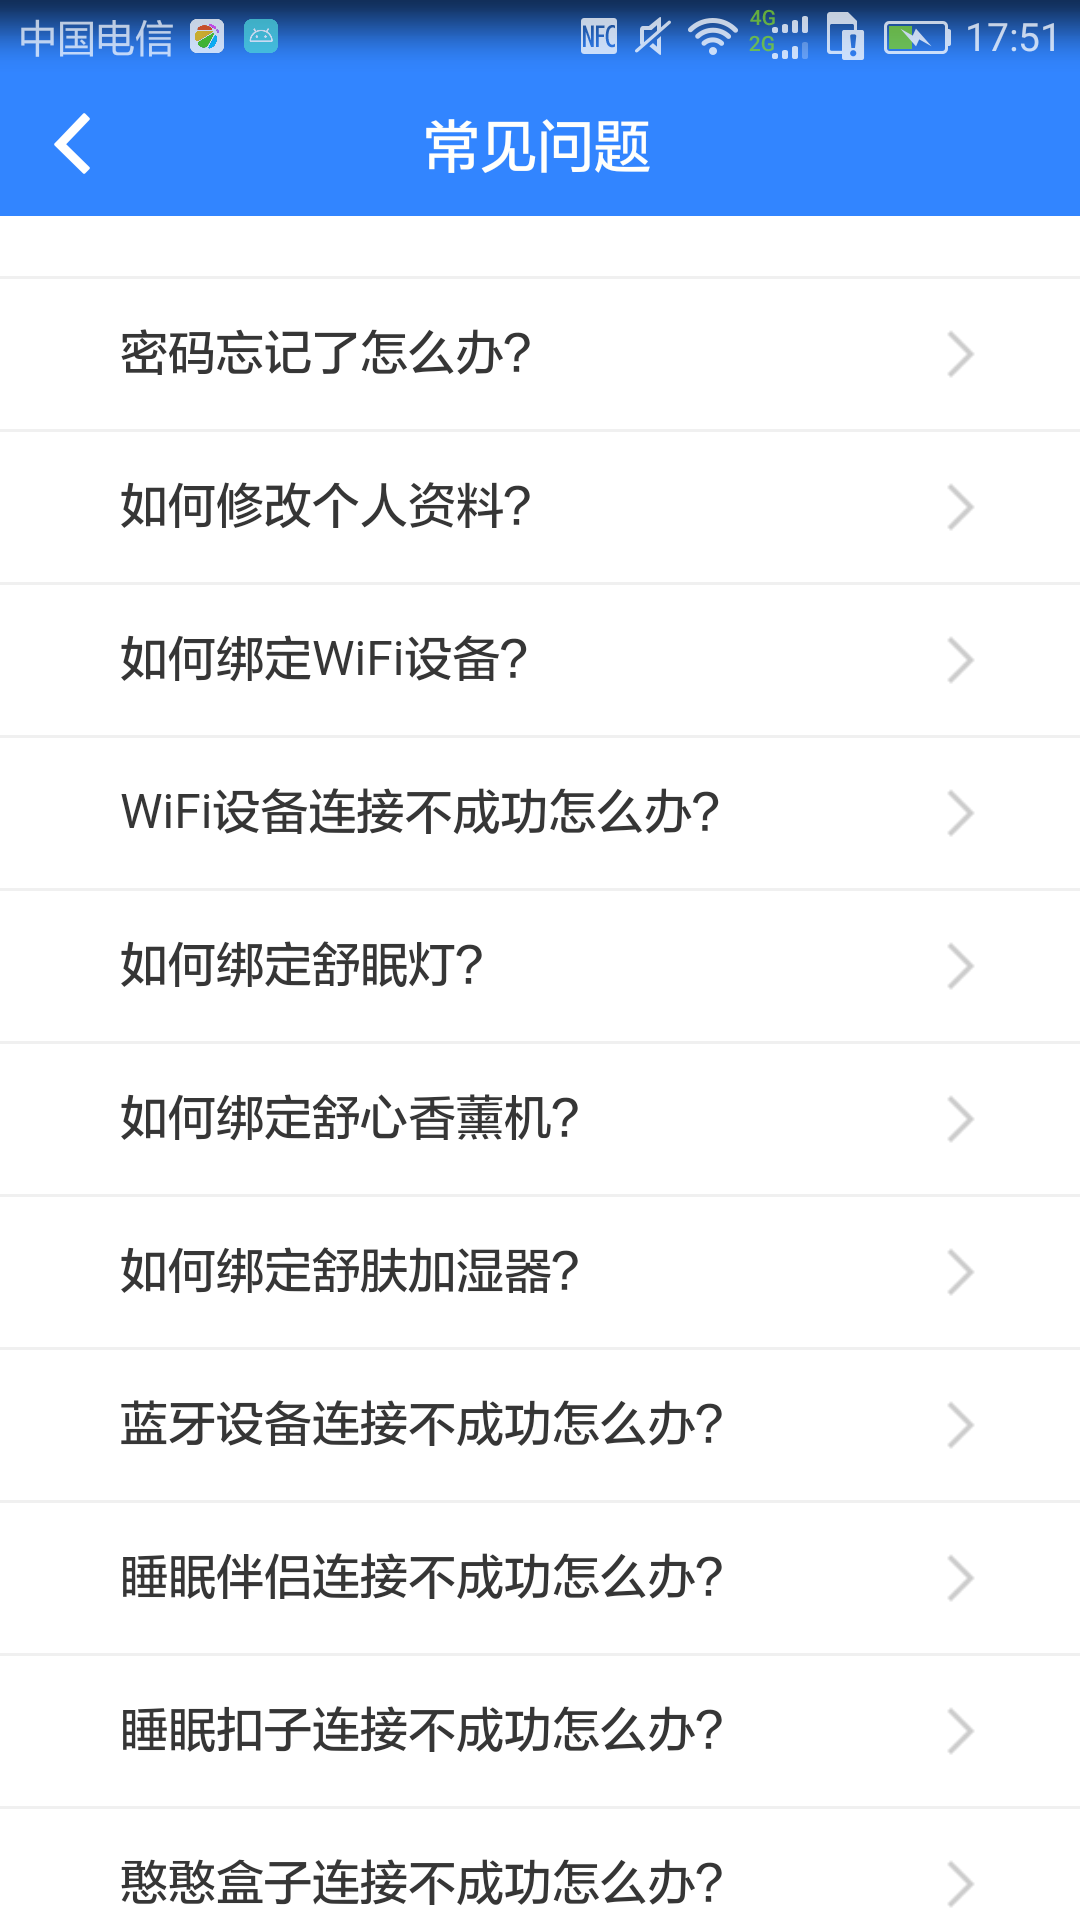 中国电信 NFC 4G 2G 17:51
常见问题
密码忘记了怎么办?
如何修改个人资料?
如何绑定WiFi设备?
WiFi设备连接不成功怎么办?
如何绑定舒眠灯?
如何绑定舒心香薰机?
如何绑定舒肤加湿器?
蓝牙设备连接不成功怎么办?
睡眠伴侣连接不成功怎么办?
睡眠扣子连接不成功怎么办?
憨憨盒子连接不成功怎么办?